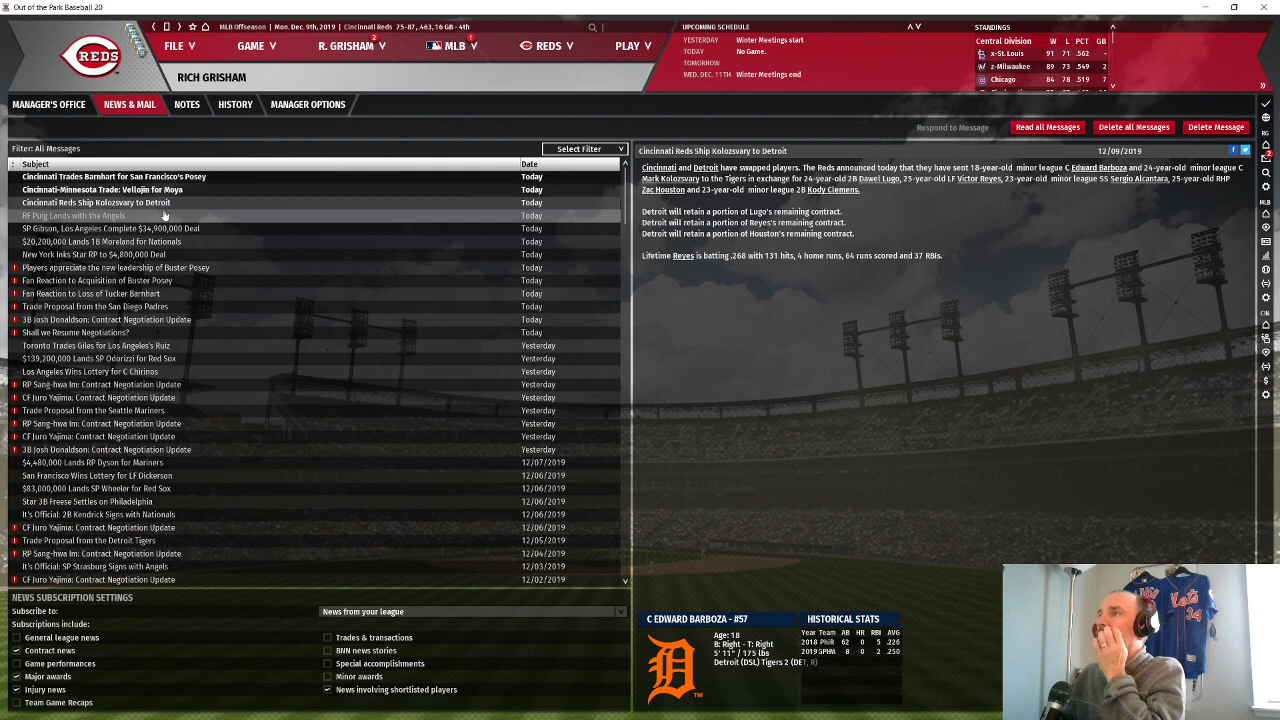 Out of the Park Baseball 20
MLB Offseason | Mon. Dec. 9th, 2019 | Cincinnati Reds 75-87, .463, 16 GB - 4th
FILE GAME R. GRISHAM 2 MLB ! REDS PLAY
REDS
RICH GRISHAM
UPCOMING SCHEDULE
YESTERDAY Winter Meetings start
TODAY No Game.
TOMORROW
WED. DEC. 11TH Winter Meetings end
STANDINGS
Central Division W L PCT GB
x-St.Louis 91 71 .562 -
z-Milwaukee 89 73 .549 2
Chicago 84 78 .519 7
MANAGER'S OFFICE NEWS & MAIL NOTES HISTORY MANAGER OPTIONS
Respond to Message Read all Messages Delete all Messages Delete Message
Filter: All Messages Select Filter
: Subject Date
Cincinnati Trades Barnhart for San Francisco's Posey Today
Cincinnati-Minnesota Trade: Vellojin for Moya Today
Cincinnati Reds Ship Kolozsvary to Detroit Today
RF Puig Lands with the Angels Today
SP Gibson, Los Angeles Complete $34,900,000 Deal Today
$20,200,000 Lands 1B Moreland for Nationals Today
New York Inks Star RP to $4,800,000 Deal Today
Players appreciate the new leadership of Buster Posey Today
Fan Reaction to Acquisition of Buster Posey Today
Fan Reaction to Loss of Tucker Barnhart Today
Trade Proposal from the San Diego Padres Today
3B Josh Donaldson: Contract Negotiation Update Today
Shall we Resume Negotiations? Today
Toronto Trades Giles for Los Angeles's Ruiz Yesterday
$139,200,000 Lands SP Odorizzi for Red Sox Yesterday
Los Angeles Wins Lottery for C Chirinos Yesterday
RP Sang-hwa Im: Contract Negotiation Update Yesterday
CF Juro Yajima: Contract Negotiation Update Yesterday
Trade Proposal from the Seattle Mariners Yesterday
RP Sang-hwa Im: Contract Negotiation Update Yesterday
CF Juro Yajima: Contract Negotiation Update Yesterday
3B Josh Donaldson: Contract Negotiation Update Yesterday
$4,480,000 Lands RP Dyson for Mariners 12/07/2019
San Francisco Wins Lottery for LF Dickerson 12/06/2019
$83,000,000 Lands SP Wheeler for Red Sox 12/06/2019
Star 3B Freese Settles on Philadelphia 12/06/2019
It's Official: 2B Kendrick Signs with Nationals 12/06/2019
CF Juro Yajima: Contract Negotiation Update 12/06/2019
Trade Proposal from the Detroit Tigers 12/05/2019
RP Sang-hwa Im: Contract Negotiation Update 12/04/2019
It's Official: SP Strasburg Signs with Angels 12/03/2019
CF Juro Yajima: Contract Negotiation Update 12/02/2019
Cincinnati Reds Ship Kolozsvary to Detroit 12/09/2019
Cincinnati and Detroit have swapped players. The Reds announced today that they have sent 18-year-old minor league C Edward Barboza and 24-year-old minor league C
Mark Kolozsvary to the Tigers in exchange for 24-year-old 2B Dawel Lugo, 25-year-old LF Victor Reyes, 23-year-old minor league SS Sergio Alcantara, 25-year-old RHP
Zac Houston and 23-year-old minor league 2B Kody Clemens.
Detroit will retain a portion of Lugo's remaining contract.
Detroit will retain a portion of Reyes's remaining contract.
Detroit will retain a portion of Houston's remaining contract.
Lifetime Reyes is batting .268 with 131 hits, 4 home runs, 64 runs scored and 37 RBIs.
RG
MLB
CIN
NEWS SUBSCRIPTION SETTINGS
Subscribe to: News from your league
Subscriptions include:
General league news Trades & transactions
Contract news BNN news stories
Game performances Special accomplishments
Major awards Minor awards
Injury news News involving shortlisted players
Team Game Recaps
C EDWARD BARBOZA - #57
Age: 18
B: Right - T: Right
5' 11" / 175 lbs
Detroit (DSL) Tigers 2 (DET, R)
HISTORICAL STATS
Year Team AB HR RBI AVG
2018 PhiR 62 0 5 .226
2019 GPHM 8 0 2 .250
TM
Mets
34